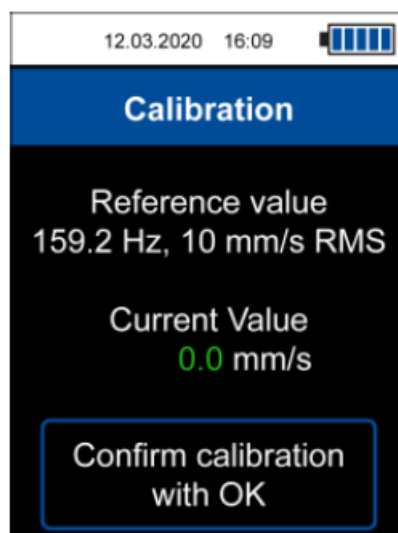 12.03.2020 16:09
Calibration
Reference value
159.2 Hz, 10 mm/s RMS
Current Value
0.0 mm/s
Confirm calibration
with OK